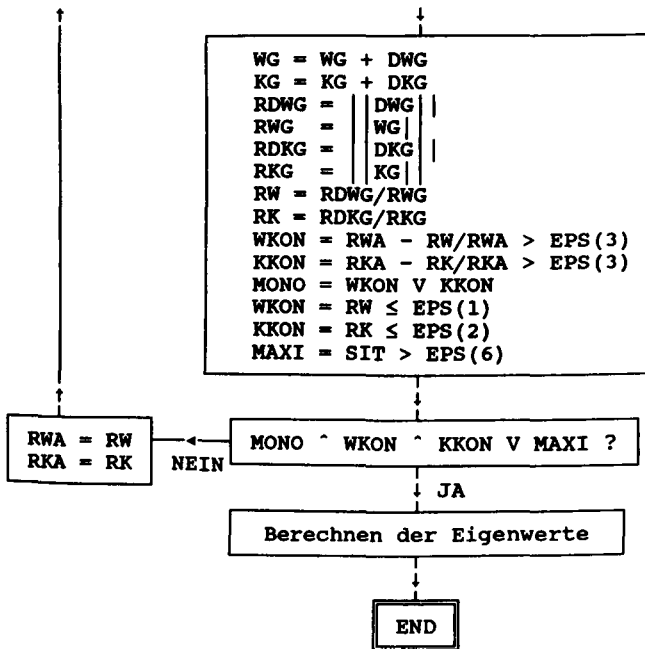 WG = WG + DWG
KG = KG + DKG
RDWG = ||DWG||
RWG = ||WG||
RDKG = ||DKG||
RKG = ||KG||
RW = RDWG/RWG
RK = RDKG/RKG
WKON = RWA - RW/RWA > EPS(3)
KKON = RKA - RK/RKA > EPS(3)
MONO = WKON V KKON
WKON = RW ≤ EPS(1)
KKON = RK ≤ EPS(2)
MAXI = SIT > EPS(6)
RWA = RW
RKA = RK
NEIN
MONO ^ WKON ^ KKON V MAXI ?
JA
Berechnen der Eigenwerte
END